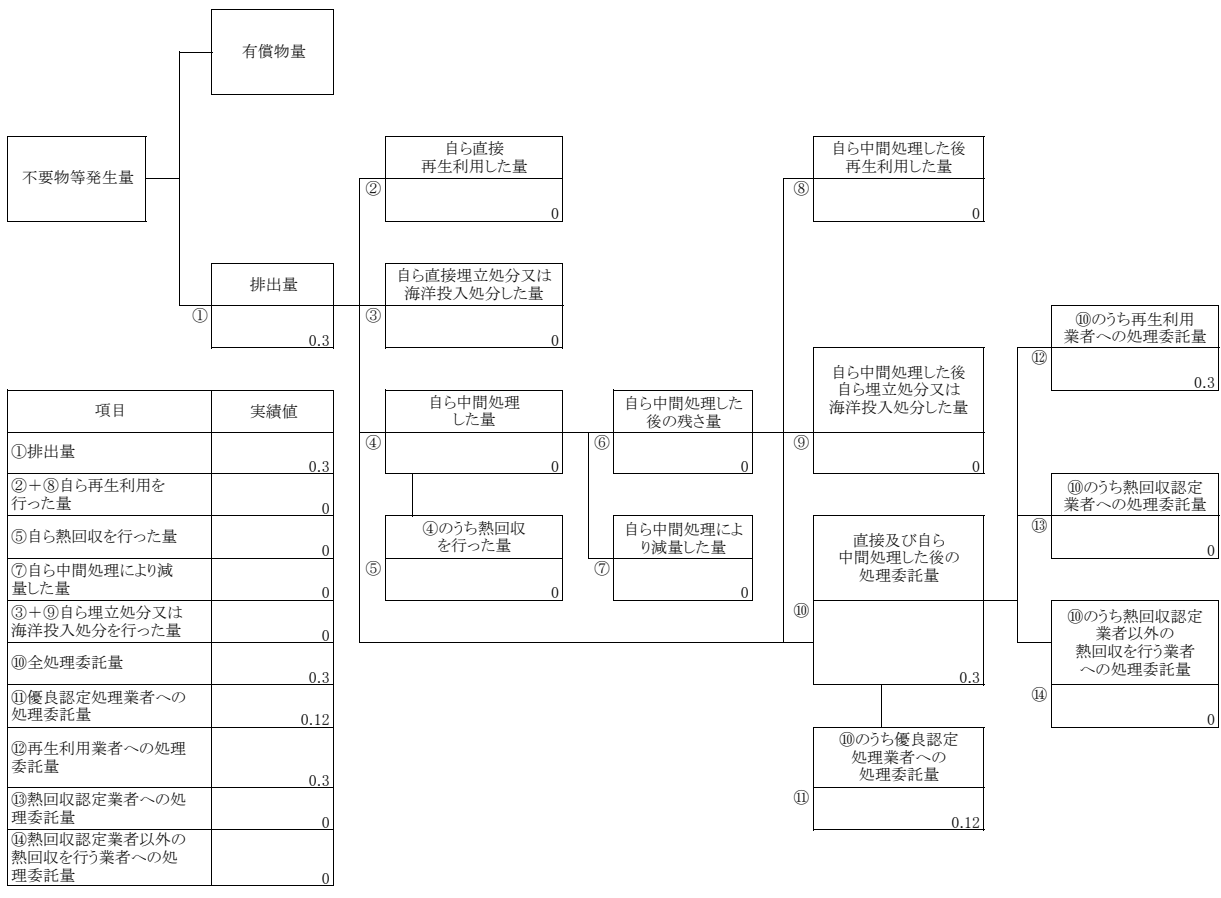 有償物量
不要物等発生量
排出量
①
0.3
自ら直接
再生利用した量
②
0
自ら直接埋立処分又は
海洋投入処分した量
③
0
自ら中間処理
した量
④
0
④のうち熱回収
を行った量
⑤
0
自ら中間処理した
後の残さ量
⑥
0
自ら中間処理によ
り減量した量
⑦
0
自ら中間処理した後
再生利用した量
⑧
0
自ら中間処理した後
自ら埋立処分又は
海洋投入処分した量
⑨
0
直接及び自ら
中間処理した後の
処理委託量
⑩
0.3
⑩のうち優良認定
処理業者への
処理委託量
⑪
0.12
⑩のうち再生利用
業者への処理委託量
⑫
0.3
⑩のうち熱回収認定
業者への処理委託量
⑬
0
⑩のうち熱回収認定
業者以外の
熱回収を行う業者
への処理委託量
⑭
0
項目 実績値
①排出量
0.3
②＋⑧自ら再生利用を
行った量
0
⑤自ら熱回収を行った量
0
⑦自ら中間処理により減
量した量
0
③＋⑨自ら埋立処分又は
海洋投入処分を行った量
0
⑩全処理委託量
0.3
⑪優良認定処理業者への
処理委託量
0.12
⑫再生利用業者への処理
委託量
0.3
⑬熱回収認定業者への処
理委託量
0
⑭熱回収認定業者以外の
熱回収を行う業者への処
理委託量
0